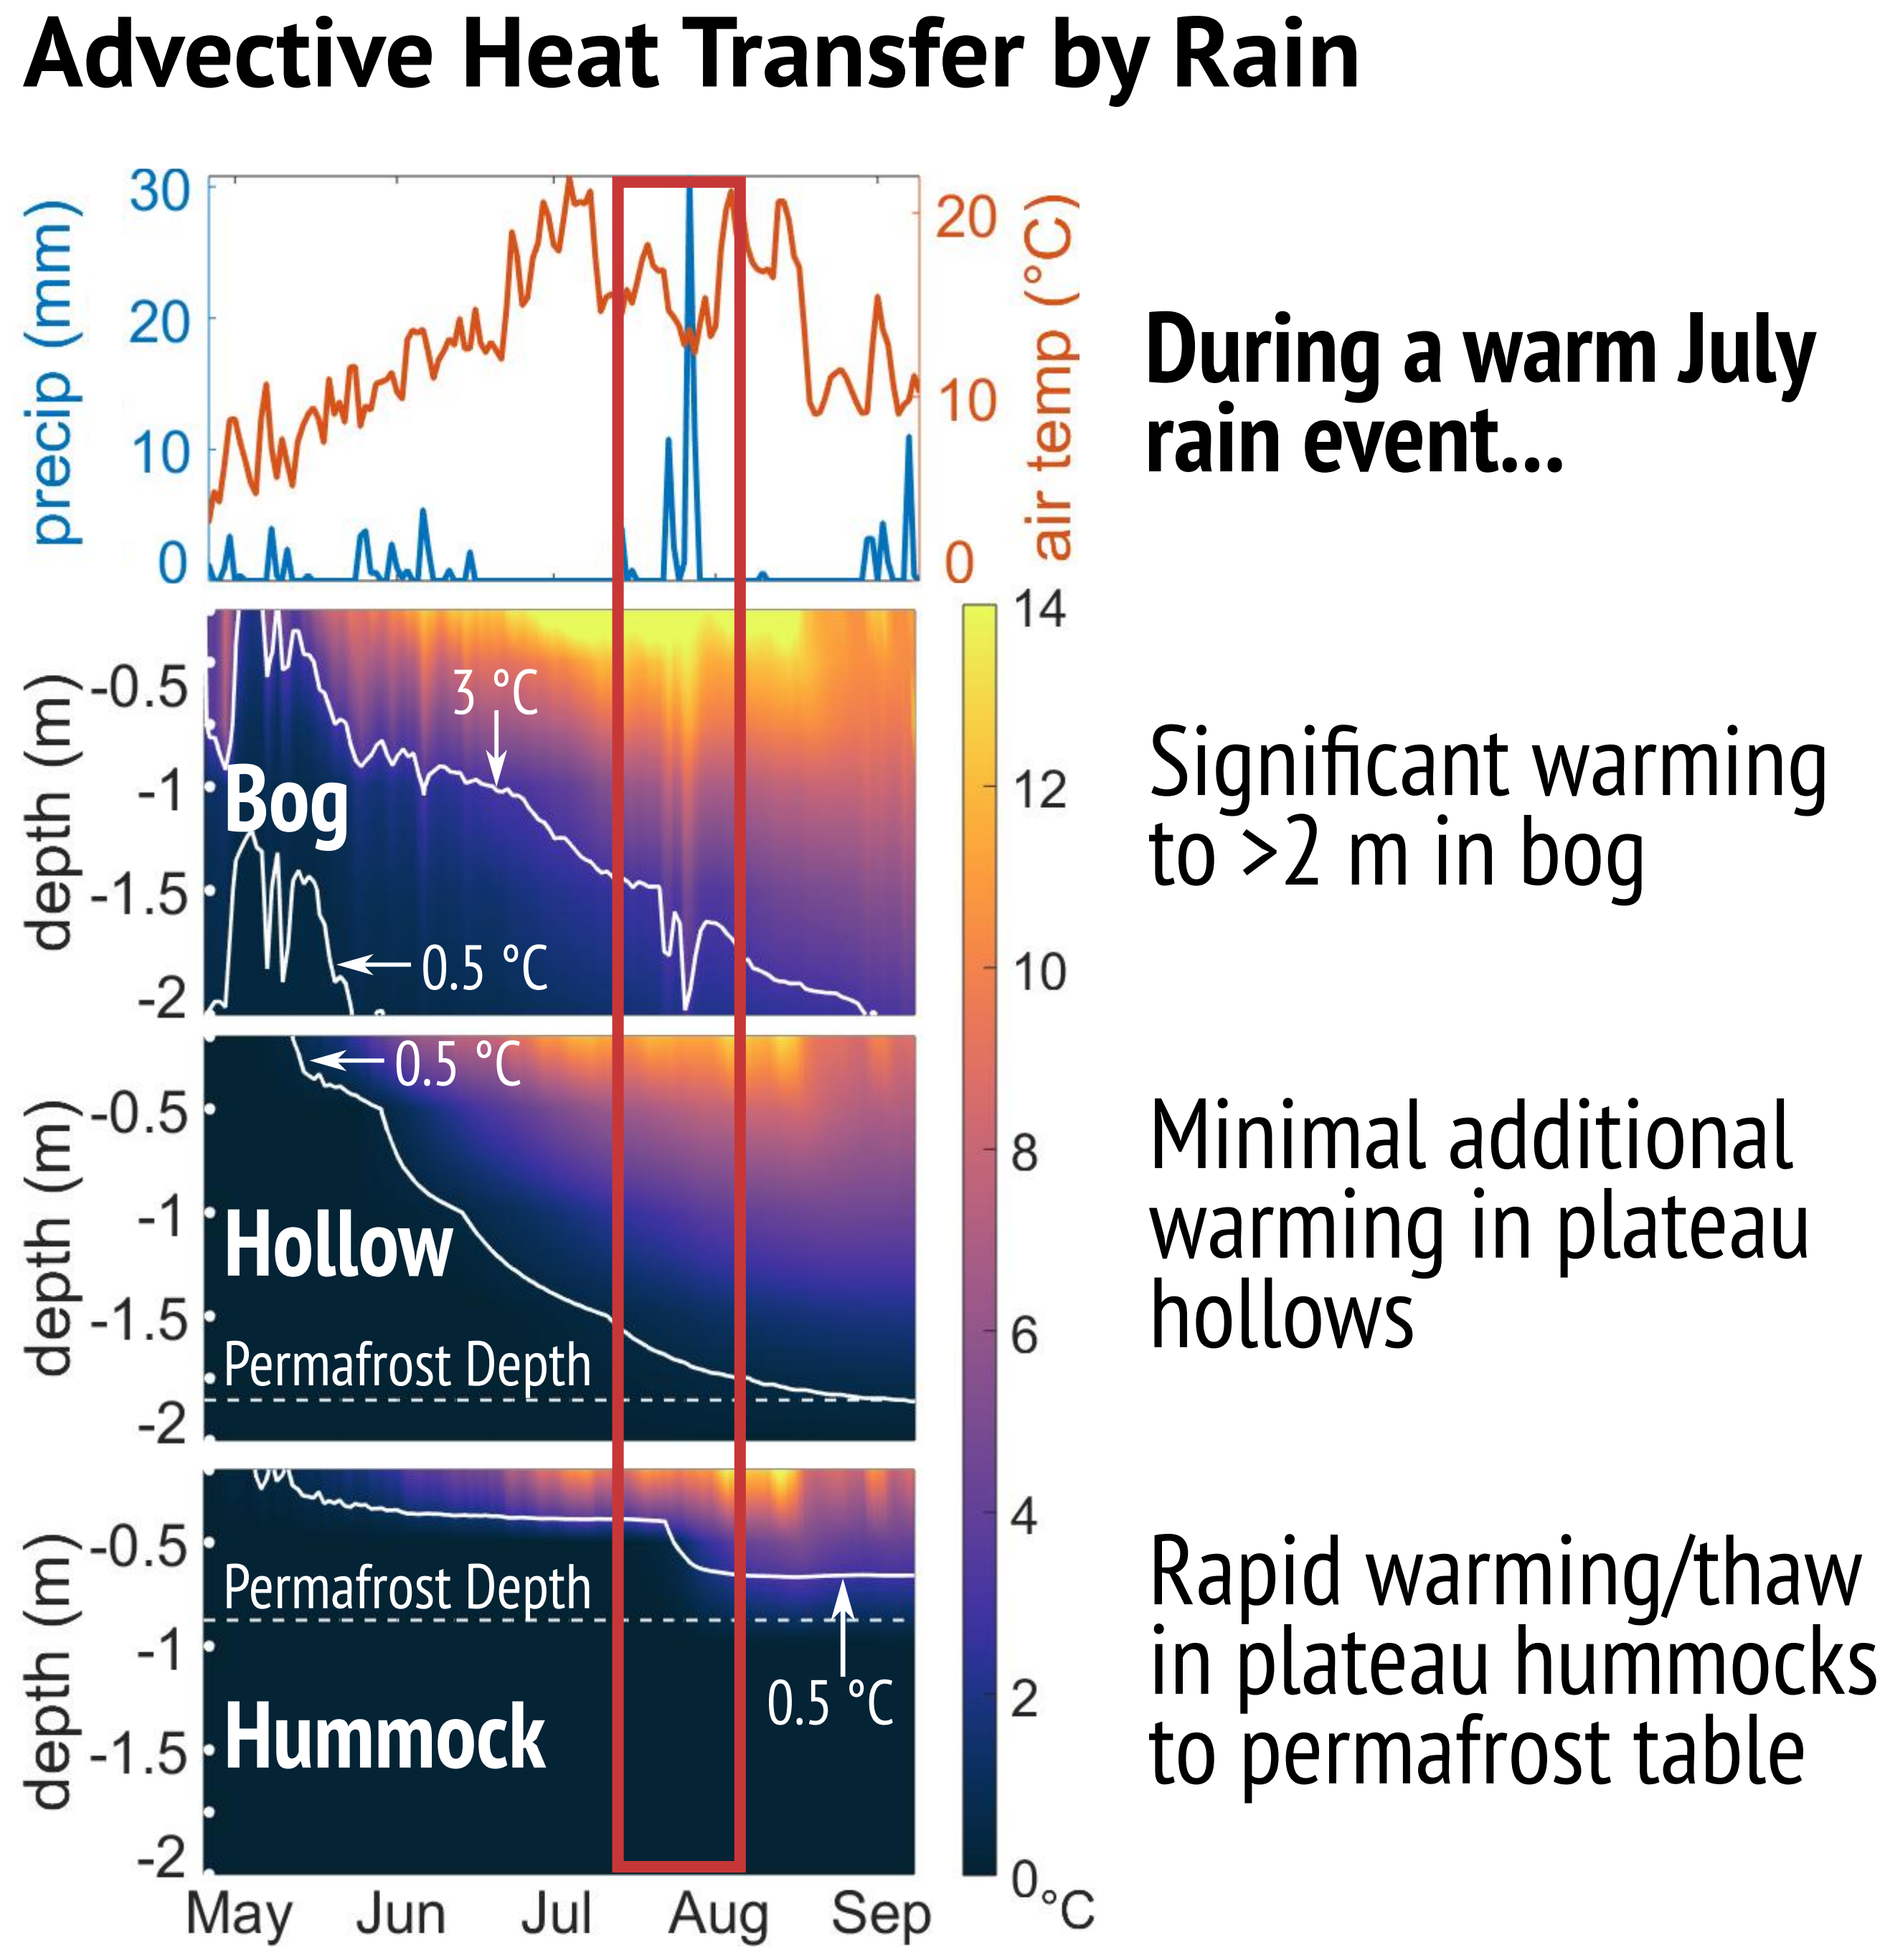 Advective Heat Transfer by Rain
precip (mm)
30
20
10
0
20
10
0
air temp (°C)
During a warm July
rain event...
depth (m)
-0.5
-1
-1.5
-2
3 °C
Bog
0.5 °C
14
12
10
8
6
4
2
0
°C
Significant warming
to >2 m in bog
depth (m)
-0.5
-1
-1.5
-2
0.5 °C
Hollow
Permafrost Depth
Minimal additional
warming in plateau
hollows
depth (m)
-0.5
-1
-1.5
-2
Permafrost Depth
0.5 °C
Hummock
Rapid warming/thaw
in plateau hummocks
to permafrost table
May Jun Jul Aug Sep